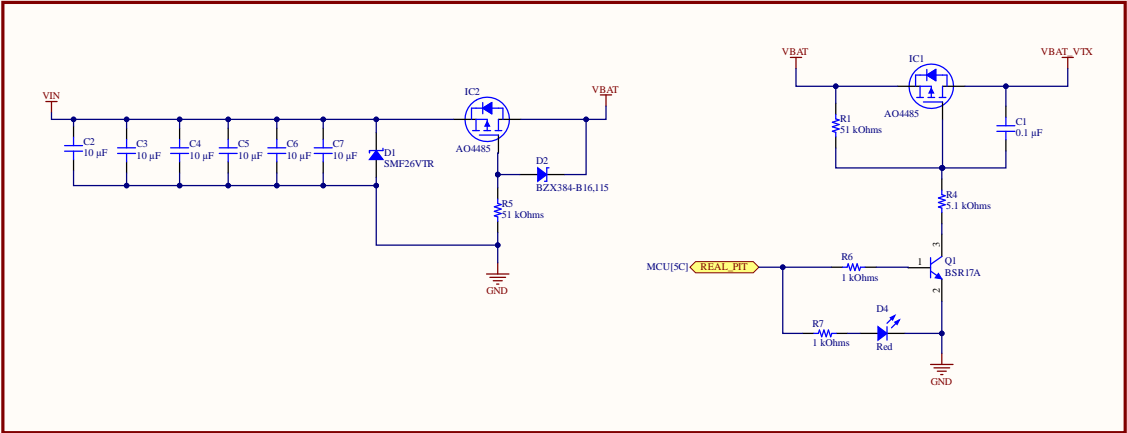 VIN
C2
10 µF
C3
10 µF
C4
10 µF
C5
10 µF
C6
10 µF
C7
10 µF
D1
SMF26VTR
IC2
AO4485
VBAT
D2
BZX384-B16,115
R5
51 kOhms
GND
VBAT
IC1
AO4485
VBAT_VTX
R1
51 kOhms
C1
0.1 µF
R4
5.1 kOhms
MCU[5C]
REAL_PIT
R6
1 kOhms
3
1
2
Q1
BSR17A
R7
1 kOhms
D4
Red
GND